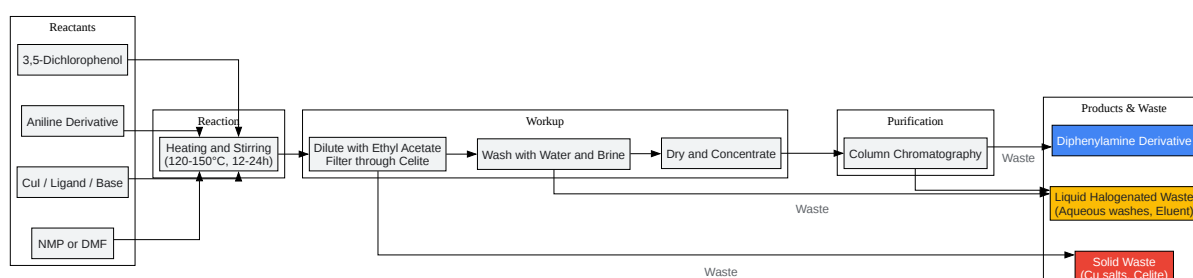 Reactants
3,5-Dichlorophenol
Aniline Derivative
CuI / Ligand / Base
NMP or DMF
Reaction
Heating and Stirring
(120-150°C, 12-24h)
Workup
Dilute with Ethyl Acetate
Filter through Celite
Wash with Water and Brine
Dry and Concentrate
Purification
Column Chromatography
Waste
Waste
Waste
Products & Waste
Diphenylamine Derivative
Liquid Halogenated Waste
(Aqueous washes, Eluent)
Solid Waste
(Cu salts, Celite)